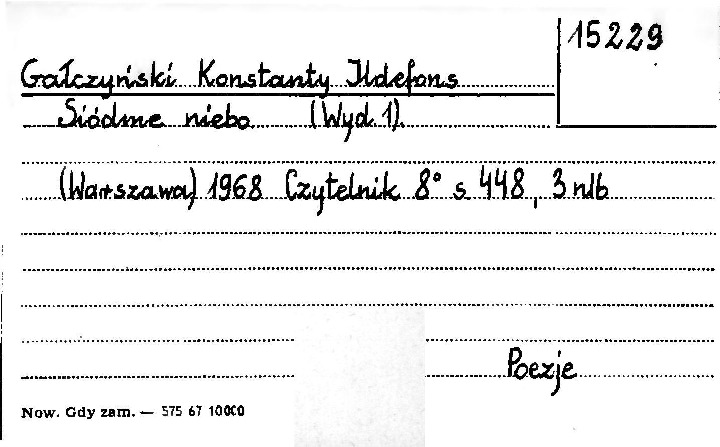 15229
Gałczyński Konstanty Ildefons
Siódme niebo (Wyd. 1).
(Warszawa) 1968 Czytelnik 8° s. 448, 3 nlb
Poezje
Now. Gdy zam. — 575 67 10000